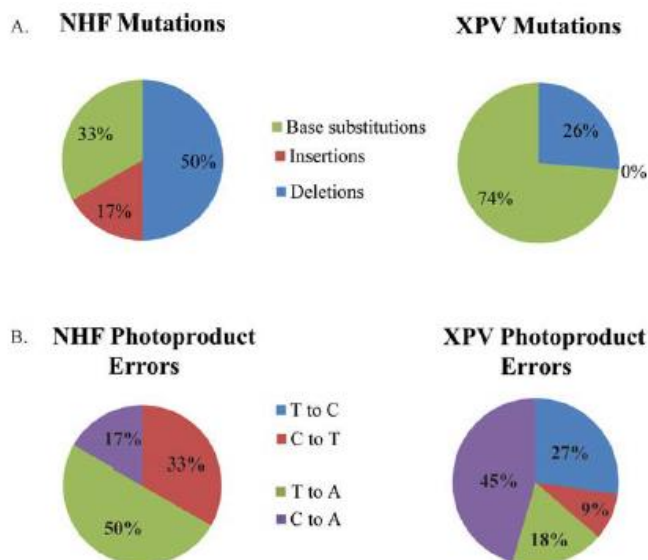 A.
NHF Mutations
XPV Mutations
33%
50%
17%
Base substitutions
Insertions
Deletions
26%
0%
74%
B.
NHF Photoproduct
Errors
XPV Photoproduct
Errors
17%
33%
50%
T to C
C to T
T to A
C to A
45%
27%
9%
18%